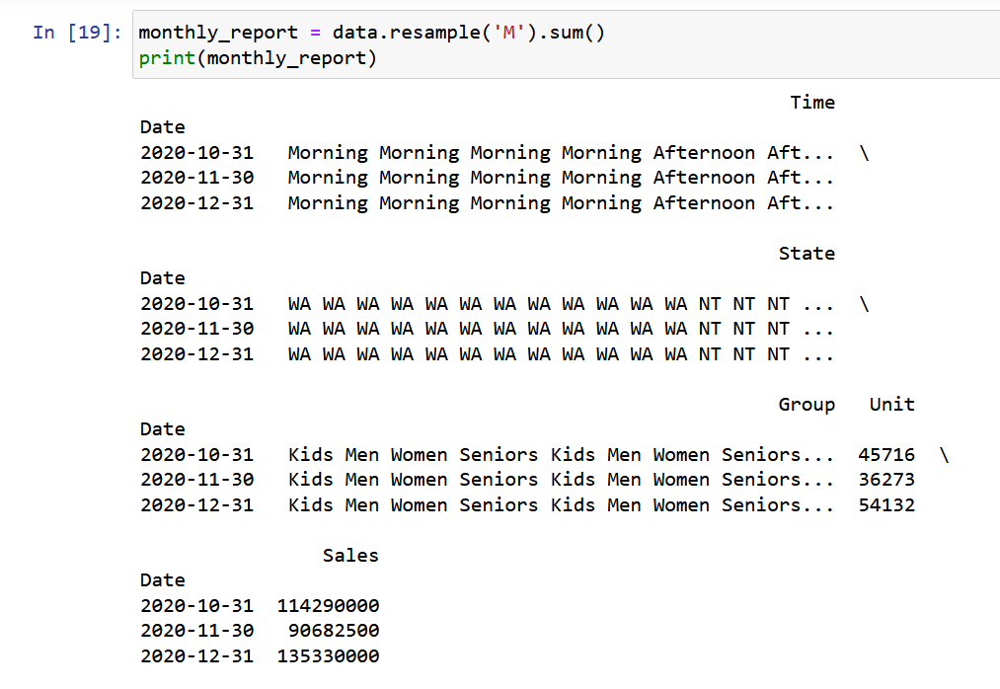 In [19]: monthly_report = data.resample('M').sum()
print(monthly_report)
Time
Date
2020-10-31 Morning Morning Morning Morning Afternoon Aft... \
2020-11-30 Morning Morning Morning Morning Afternoon Aft...
2020-12-31 Morning Morning Morning Morning Afternoon Aft...
State
Date
2020-10-31 WA WA WA WA WA WA WA WA WA WA WA WA NT NT NT ... \
2020-11-30 WA WA WA WA WA WA WA WA WA WA WA WA NT NT NT ...
2020-12-31 WA WA WA WA WA WA WA WA WA WA WA WA NT NT NT ...
Group Unit
Date
2020-10-31 Kids Men Women Seniors Kids Men Women Seniors... 45716 \
2020-11-30 Kids Men Women Seniors Kids Men Women Seniors... 36273
2020-12-31 Kids Men Women Seniors Kids Men Women Seniors... 54132
Sales
Date
2020-10-31 114290000
2020-11-30 90682500
2020-12-31 135330000